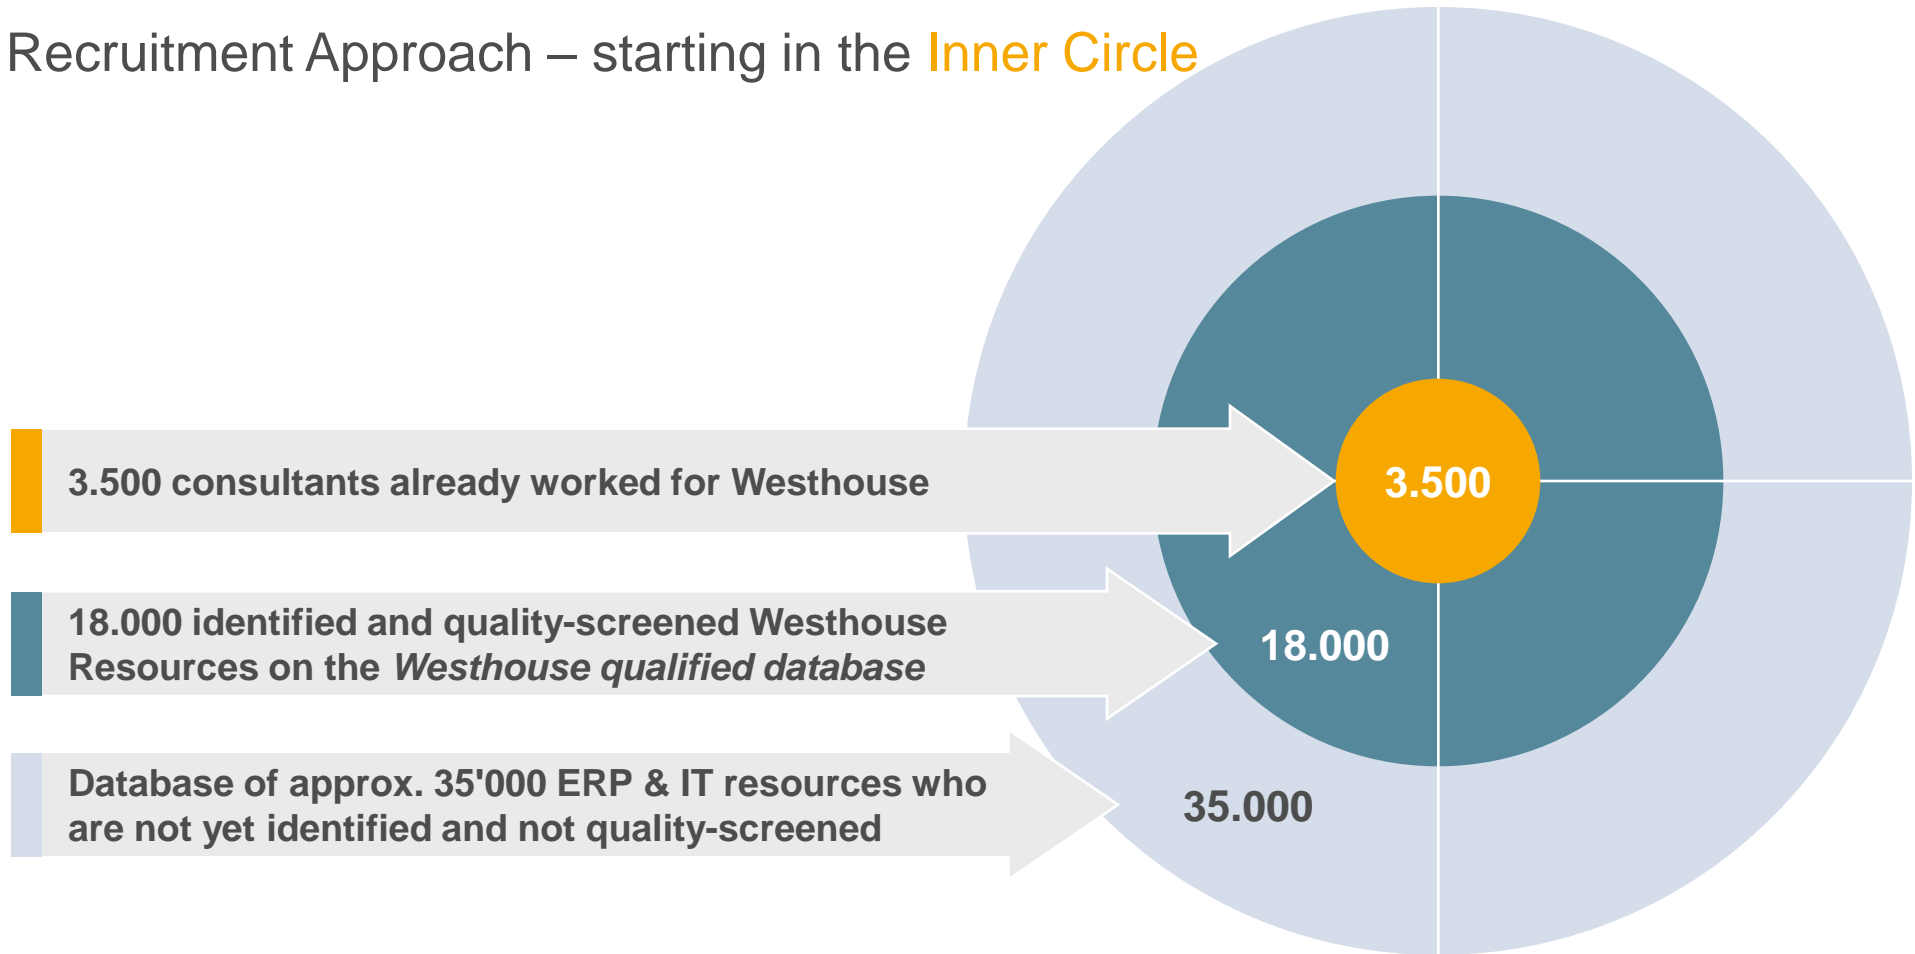 Recruitment Approach – starting in the Inner Circle
3.500 consultants already worked for Westhouse
3.500
18.000 identified and quality-screened Westhouse
Resources on the Westhouse qualified database
18.000
Database of approx. 35'000 ERP & IT resources who
are not yet identified and not quality-screened
35.000